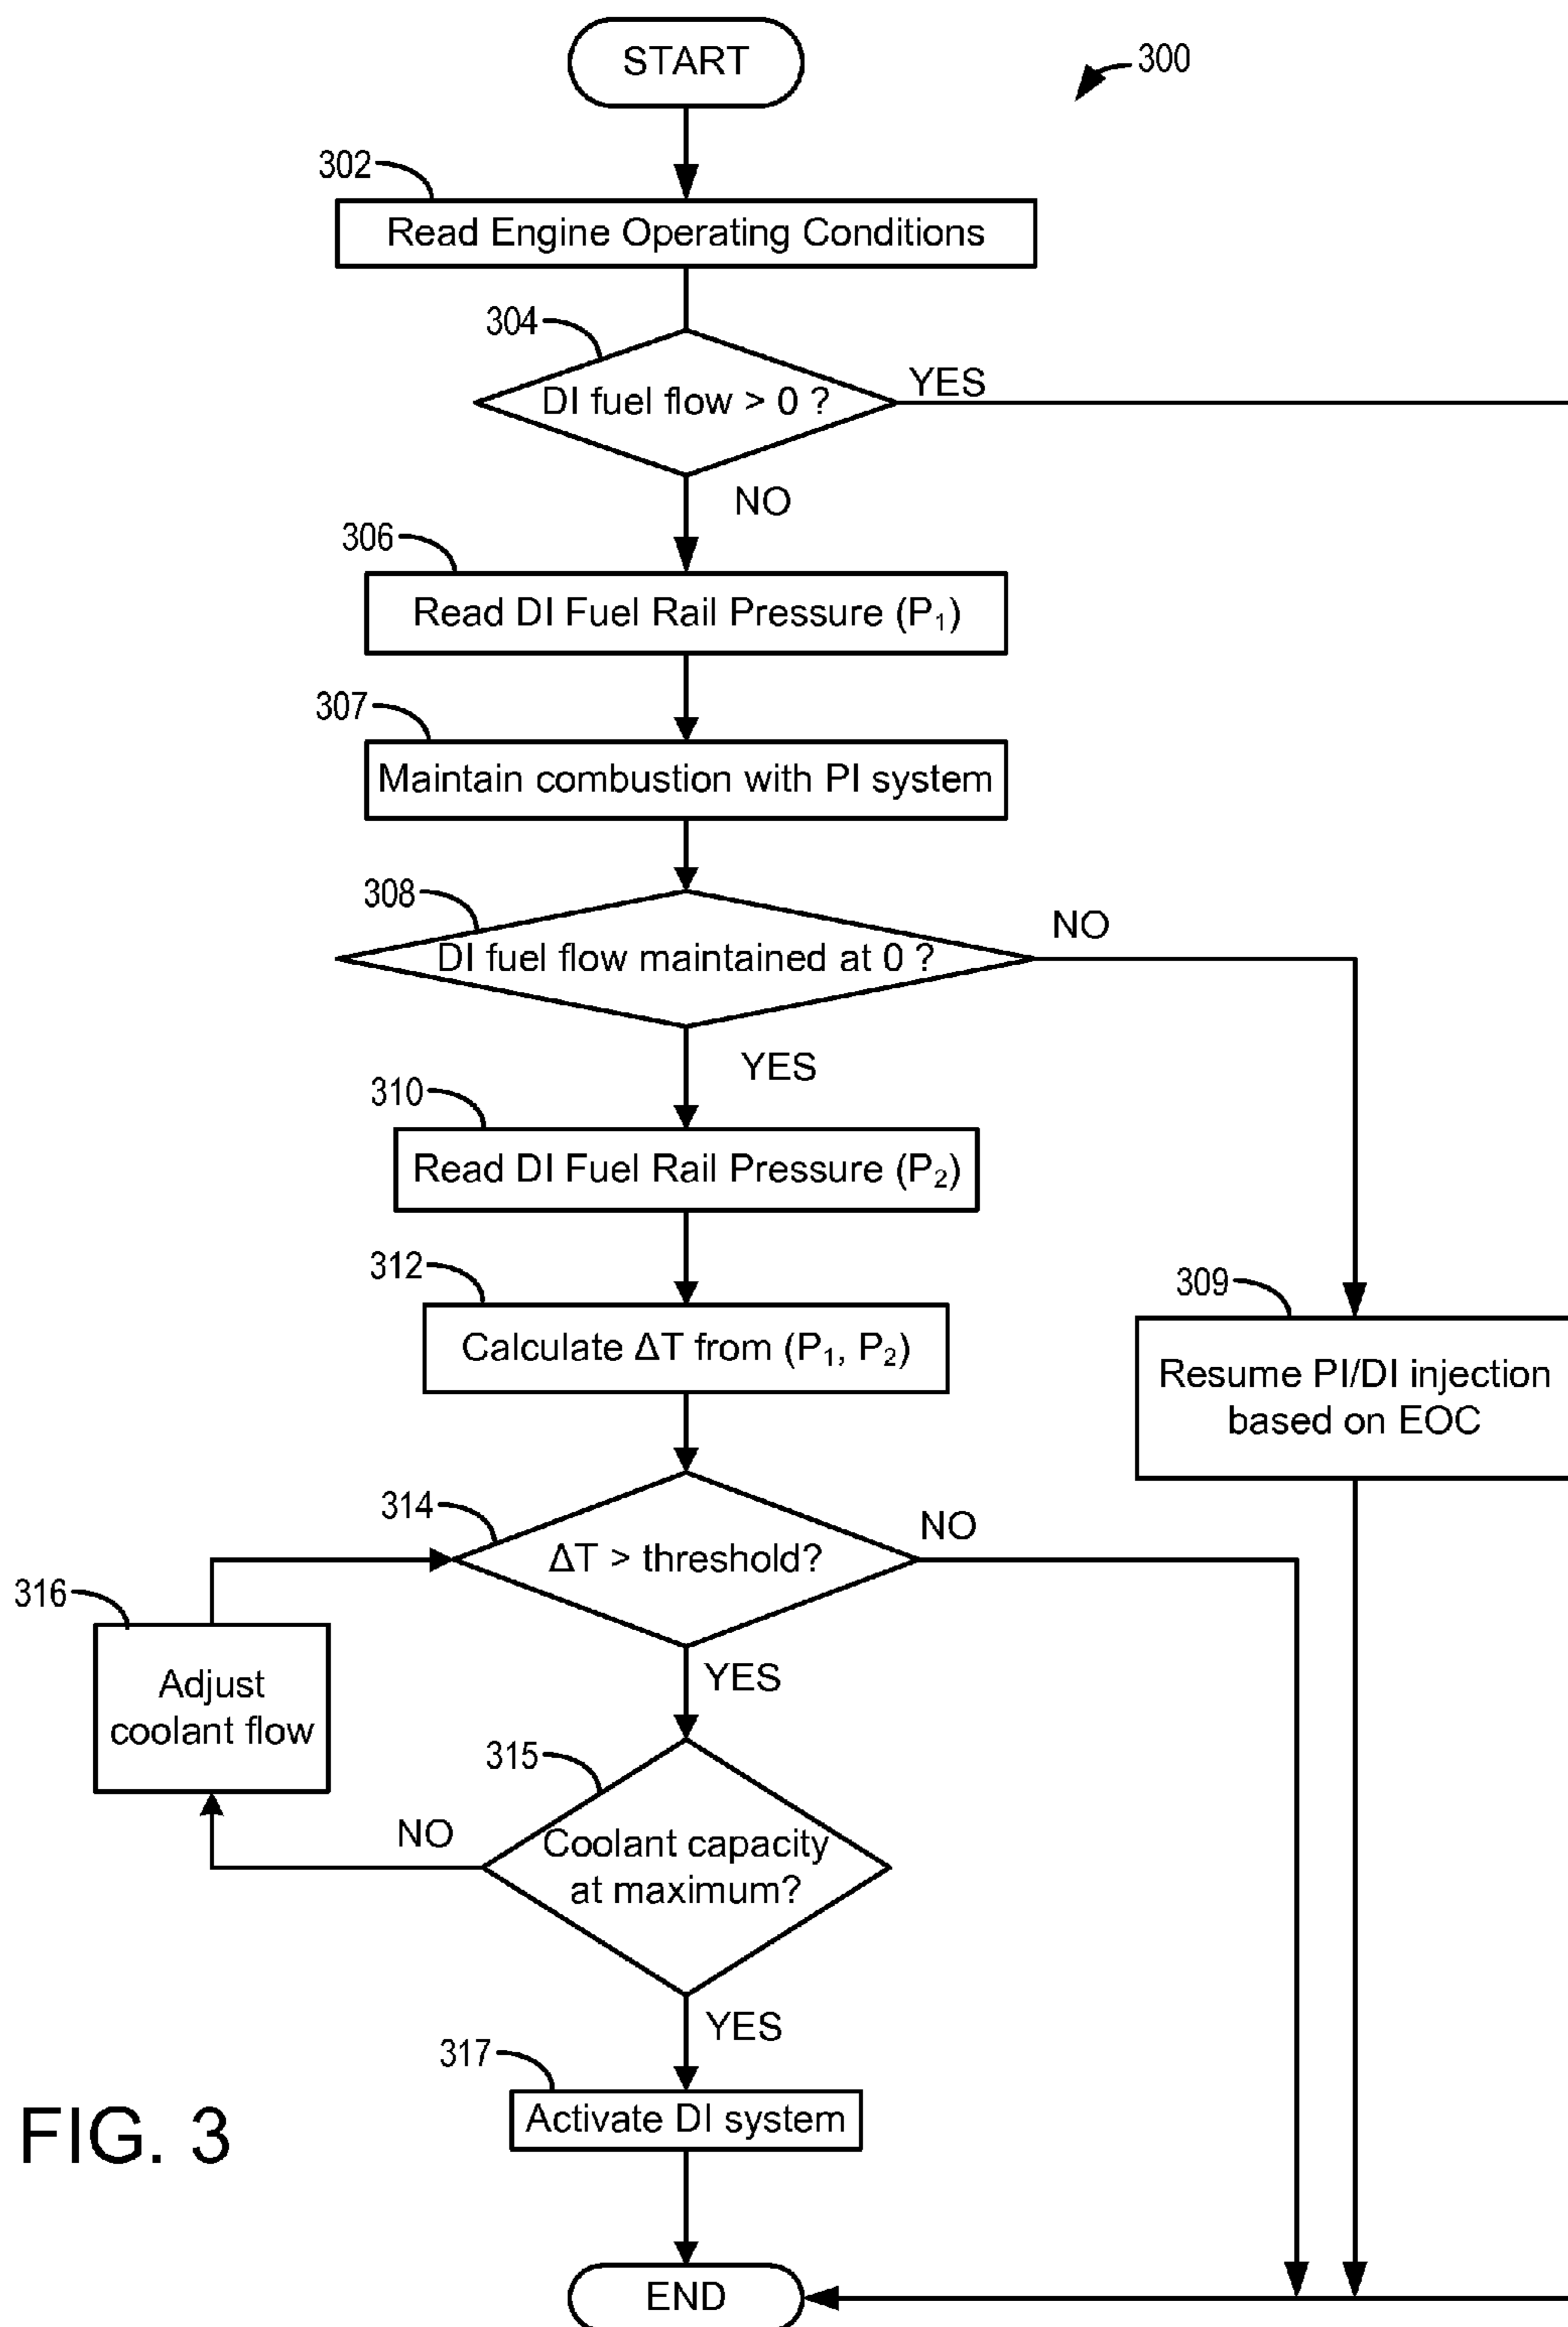 START
300
302
Read Engine Operating Conditions
304
DI fuel flow > 0 ?
YES
NO
306
Read DI Fuel Rail Pressure (P₁)
307
Maintain combustion with PI system
308
DI fuel flow maintained at 0 ?
NO
YES
310
Read DI Fuel Rail Pressure (P₂)
312
Calculate ΔT from (P₁, P₂)
309
Resume PI/DI injection
based on EOC
314
ΔT > threshold?
NO
YES
316
Adjust
coolant flow
315
Coolant capacity
at maximum?
NO
YES
317
Activate DI system
FIG. 3
END